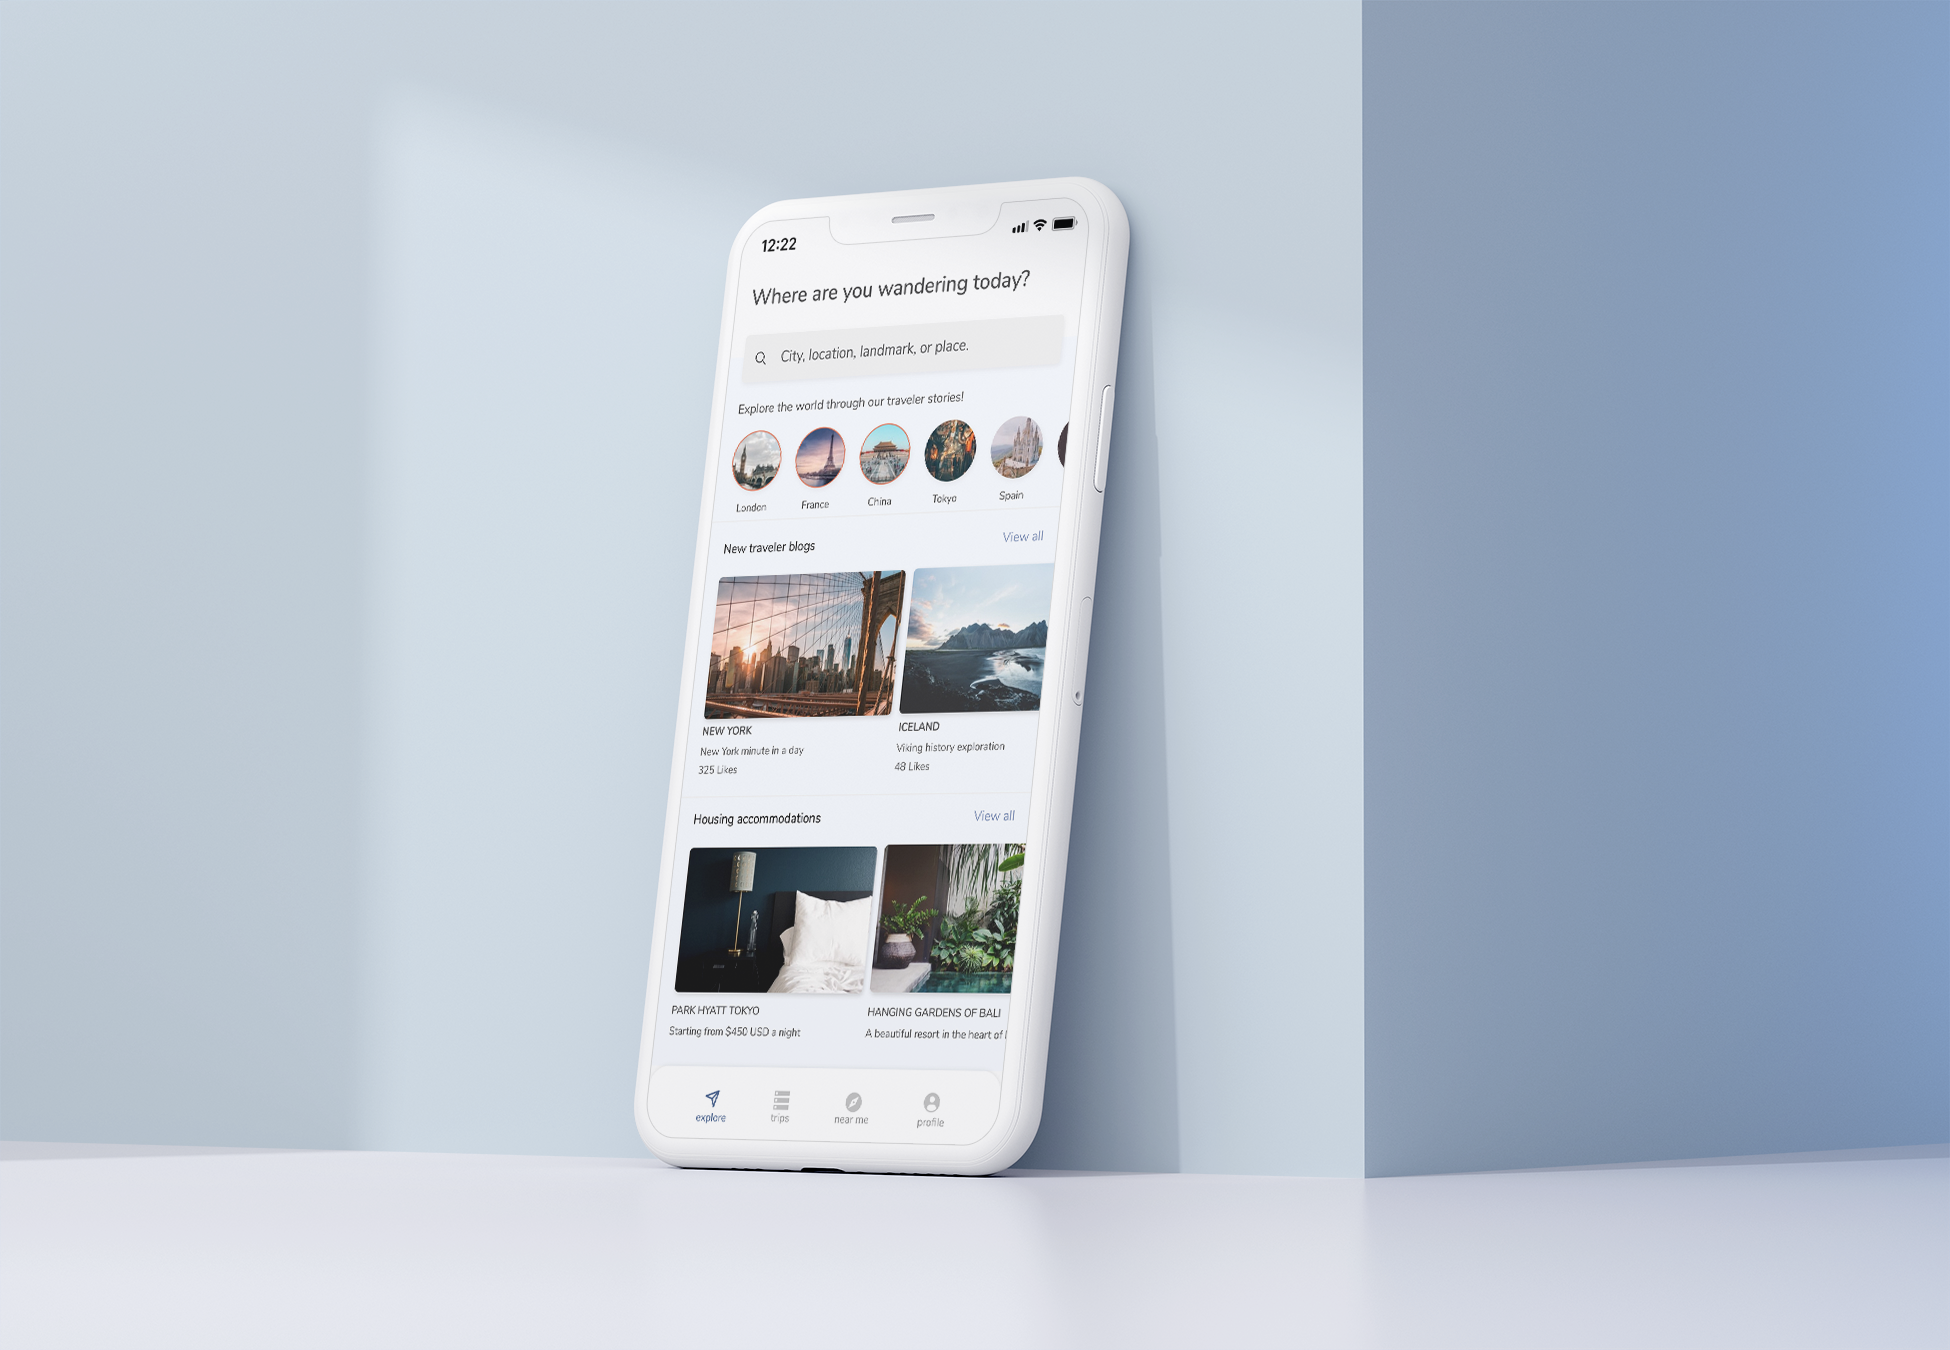 12:22
Where are you wandering today?
City, location, landmark, or place.
Explore the world through our traveler stories!
London France China Tokyo Spain
New traveler blogs View all
NEW YORK ICELAND
New York minute in a day Viking history exploration
325 Likes 48 Likes
Housing accommodations View all
PARK HYATT TOKYO HANGING GARDENS OF BALI
Starting from $450 USD a night A beautiful resort in the heart of
explore trips near me profile